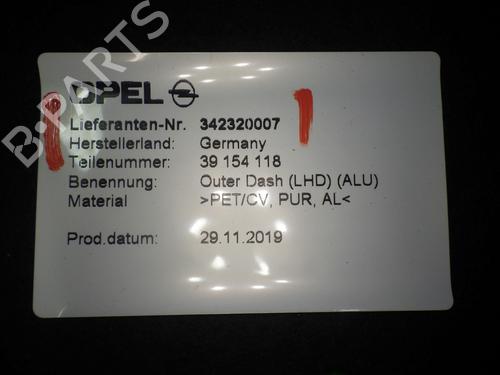 OPEL
Lieferanten-Nr. 342320007
Herstellerland: Germany
Teilenummer: 39 154 118
Benennung: Outer Dash (LHD) (ALU)
Material >PET/CV, PUR, AL<
Prod.datum: 29.11.2019
B-PARTS